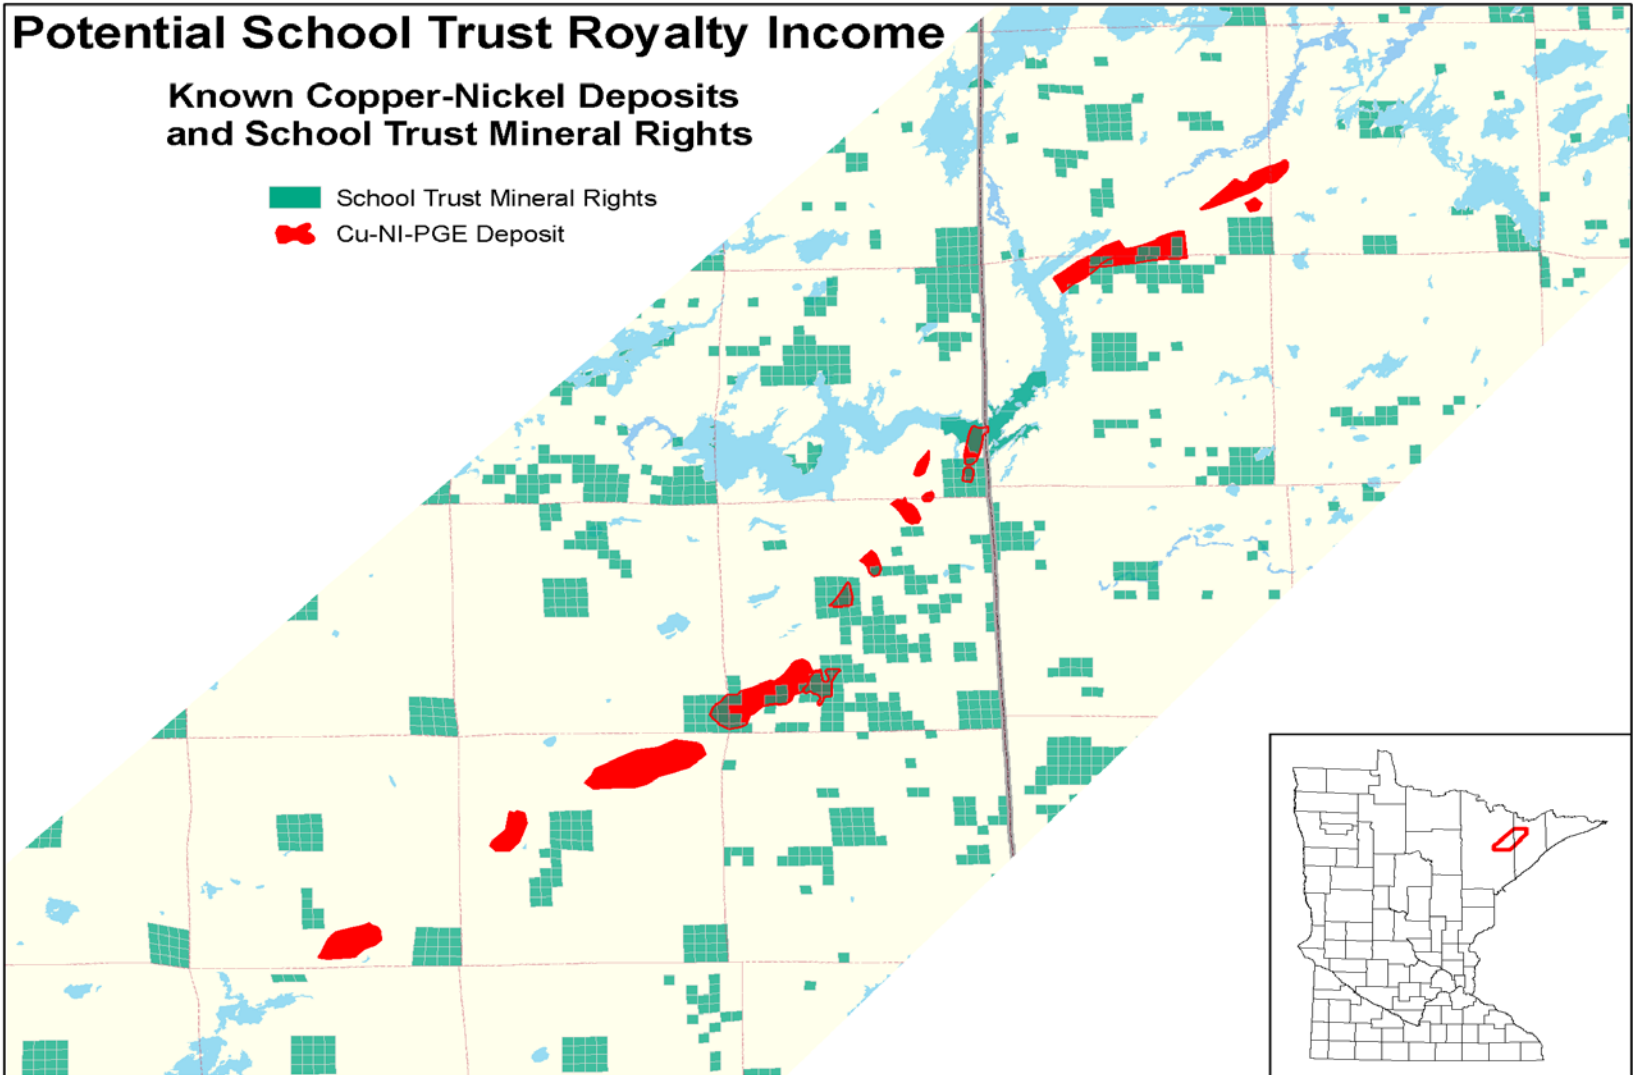 Potential School Trust Royalty Income
Known Copper-Nickel Deposits
and School Trust Mineral Rights
School Trust Mineral Rights
Cu-NI-PGE Deposit